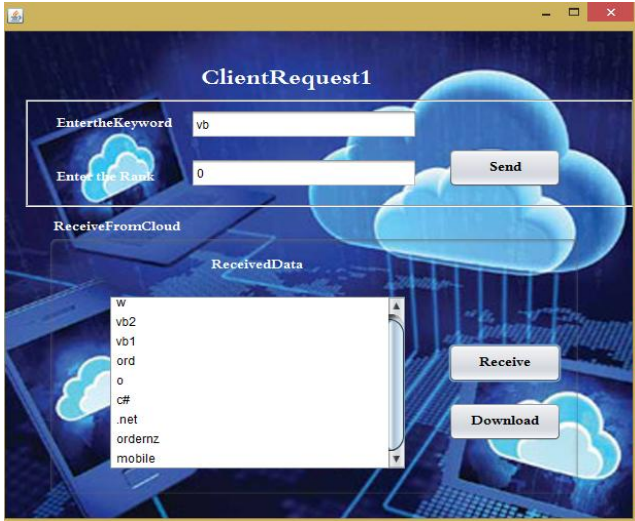 ClientRequest1
EntertheKeyword vb
Enter the Rank 0 Send
ReceiveFromCloud
ReceivedData
w
vb2
vb1
ord
o
c#
.net
ordernz
mobile
Receive
Download